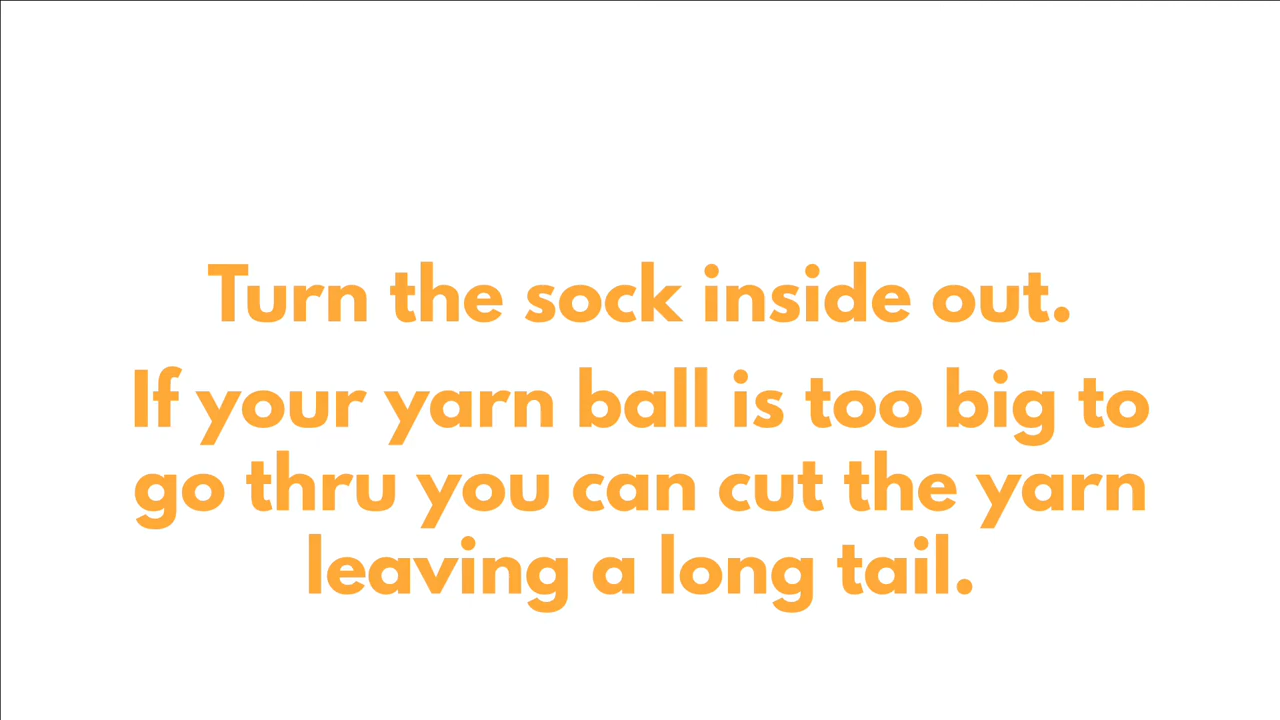 Turn the sock inside out.
If your yarn ball is too big to
go thru you can cut the yarn
leaving a long tail.